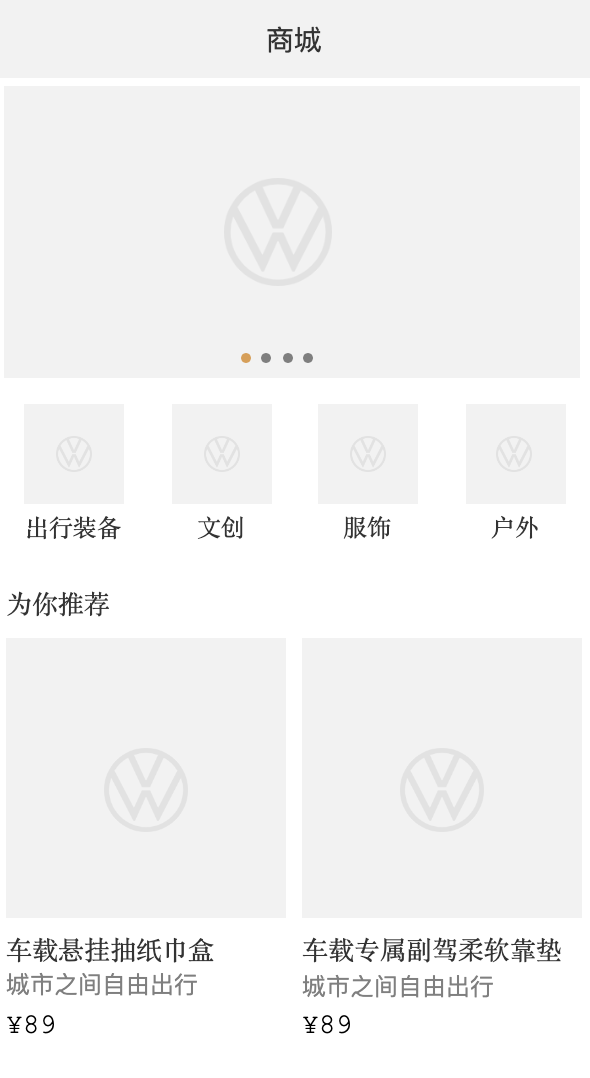 商城
出行装备 文创 服饰 户外
为你推荐
车载悬挂抽纸巾盒
城市之间自由出行
¥89
车载专属副驾柔软靠垫
城市之间自由出行
¥89